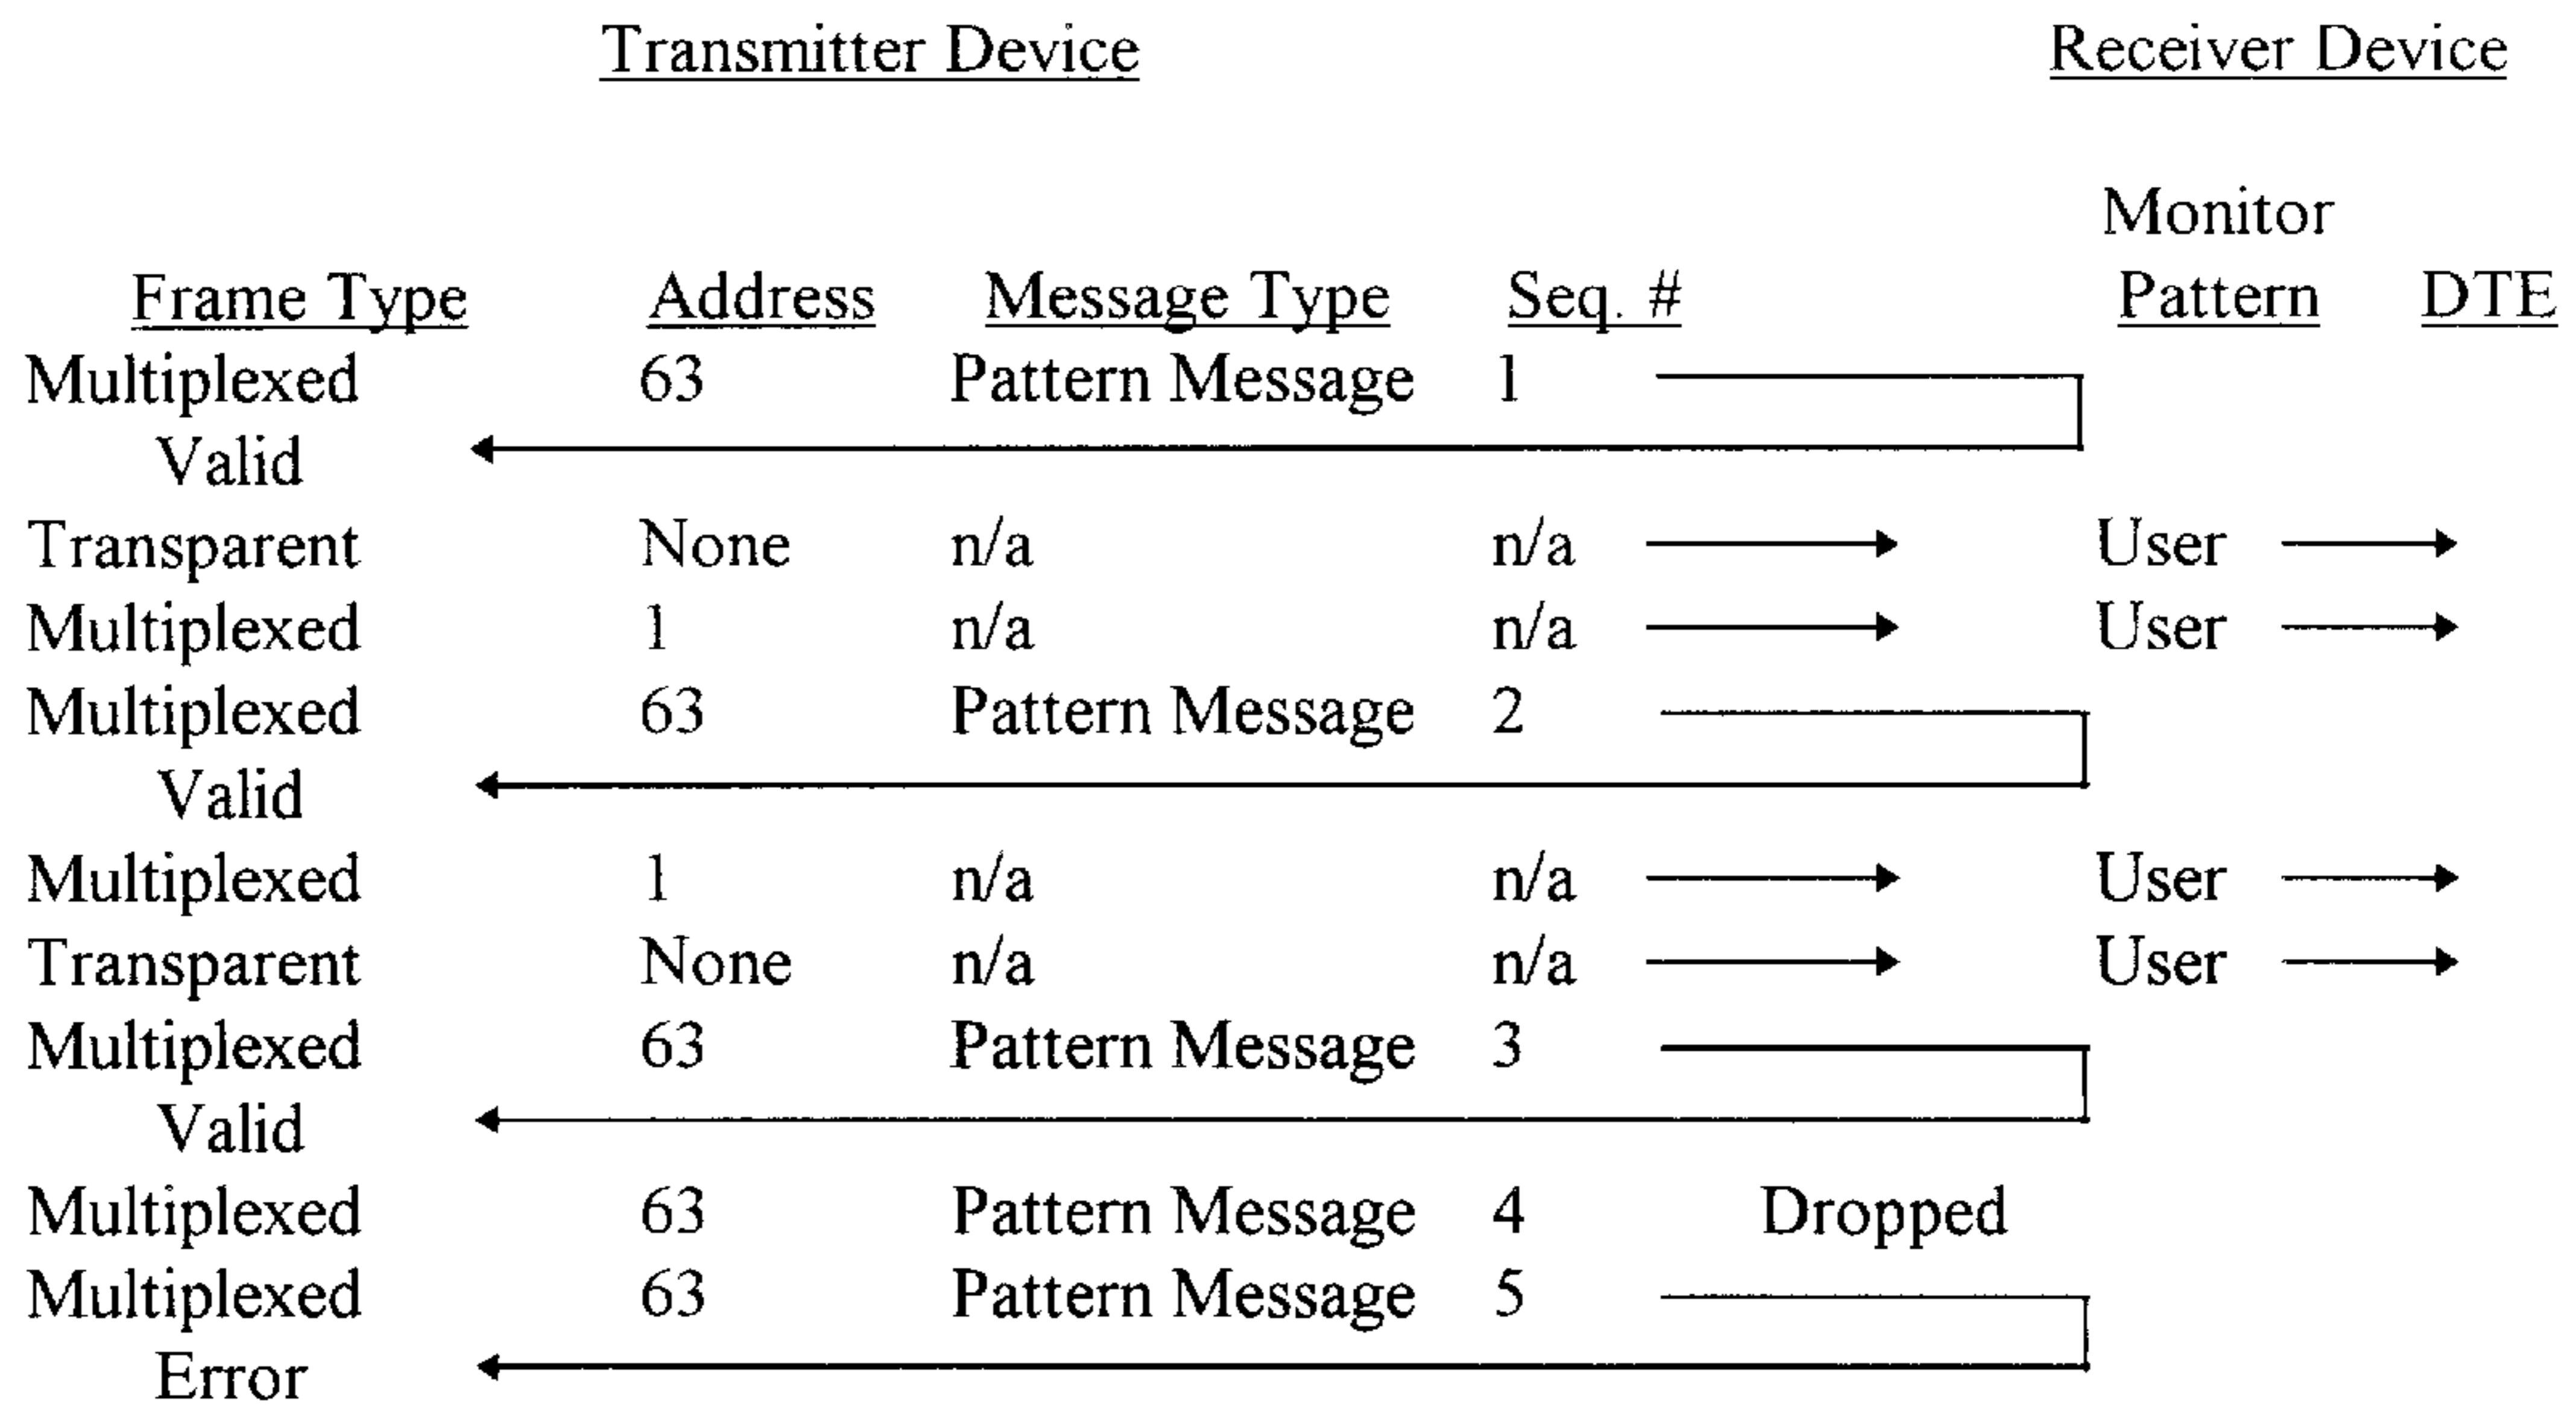 Transmitter Device Receiver Device
Monitor
Frame Type Address Message Type Seq. # Pattern DTE
Multiplexed 63 Pattern Message 1
Valid
Transparent None n/a n/a User
Multiplexed 1 n/a n/a User
Multiplexed 63 Pattern Message 2
Valid
Multiplexed 1 n/a n/a User
Transparent None n/a n/a User
Multiplexed 63 Pattern Message 3
Valid
Multiplexed 63 Pattern Message 4 Dropped
Multiplexed 63 Pattern Message 5
Error